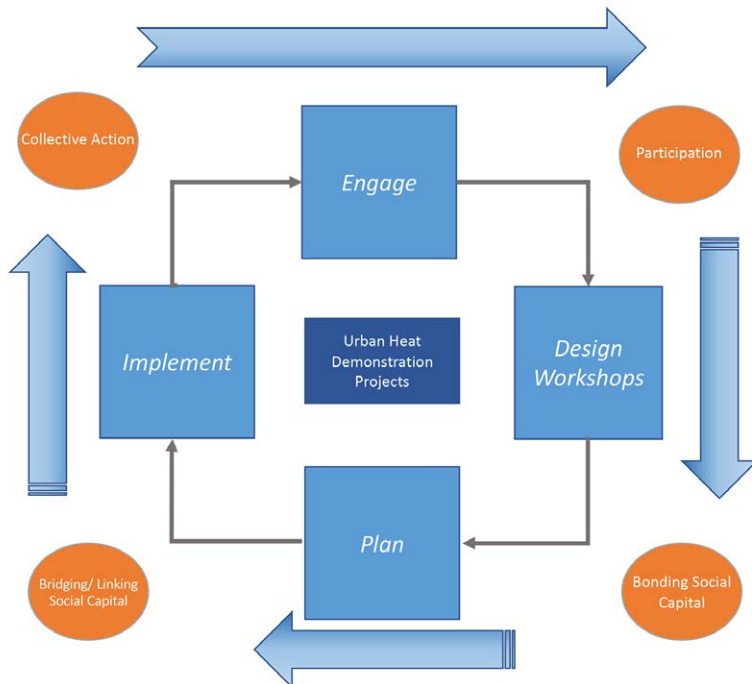 Collective Action
Participation
Engage
Implement
Urban Heat
Demonstration
Projects
Design
Workshops
Plan
Bridging/ Linking
Social Capital
Bonding Social
Capital